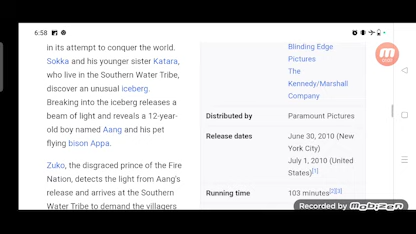 6:58
in its attempt to conquer the world.
Sokka and his younger sister Katara,
who live in the Southern Water Tribe,
discover an unusual iceberg.
Breaking into the iceberg releases a
beam of light and reveals a 12-year-
old boy named Aang and his pet
flying bison Appa.
Zuko, the disgraced prince of the Fire
Nation, detects the light from Aang's
release and arrives at the Southern
Water Tribe to demand the villagers
Blinding Edge
Pictures
The
Kennedy/Marshall
Company
Distributed by Paramount Pictures
Release dates June 30, 2010 (New
York City)
July 1, 2010 (United
States)[1]
Running time 103 minutes[2][3]
Recorded by Mobizen